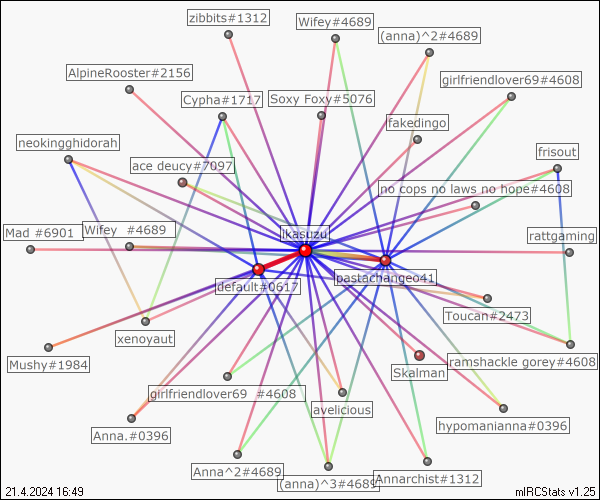 zibbits#1312
Wifey#4689
(anna)^2#4689
AlpineRooster#2156
girlfriendlover69#4608
Cypha#1717
Soxy Foxy#5076
fakedingo
neokingghidorah
frisout
ace deucy#7097
no cops no laws no hope#4608
Mad #6901
Wifey #4689
ikasuzu
rattgaming
pastachange041
default#0617
Toucan#2473
xenoyaut
Mushy#1984
ramshackle gorey#4608
Skalman
girlfriendlover69 #4608
avelicious
hypomanianna#0396
Anna.#0396
Anna^2#4689
(anna)^3#4689
Annarchist#1312
21.4.2024 16:49
mIRCStats v1.25